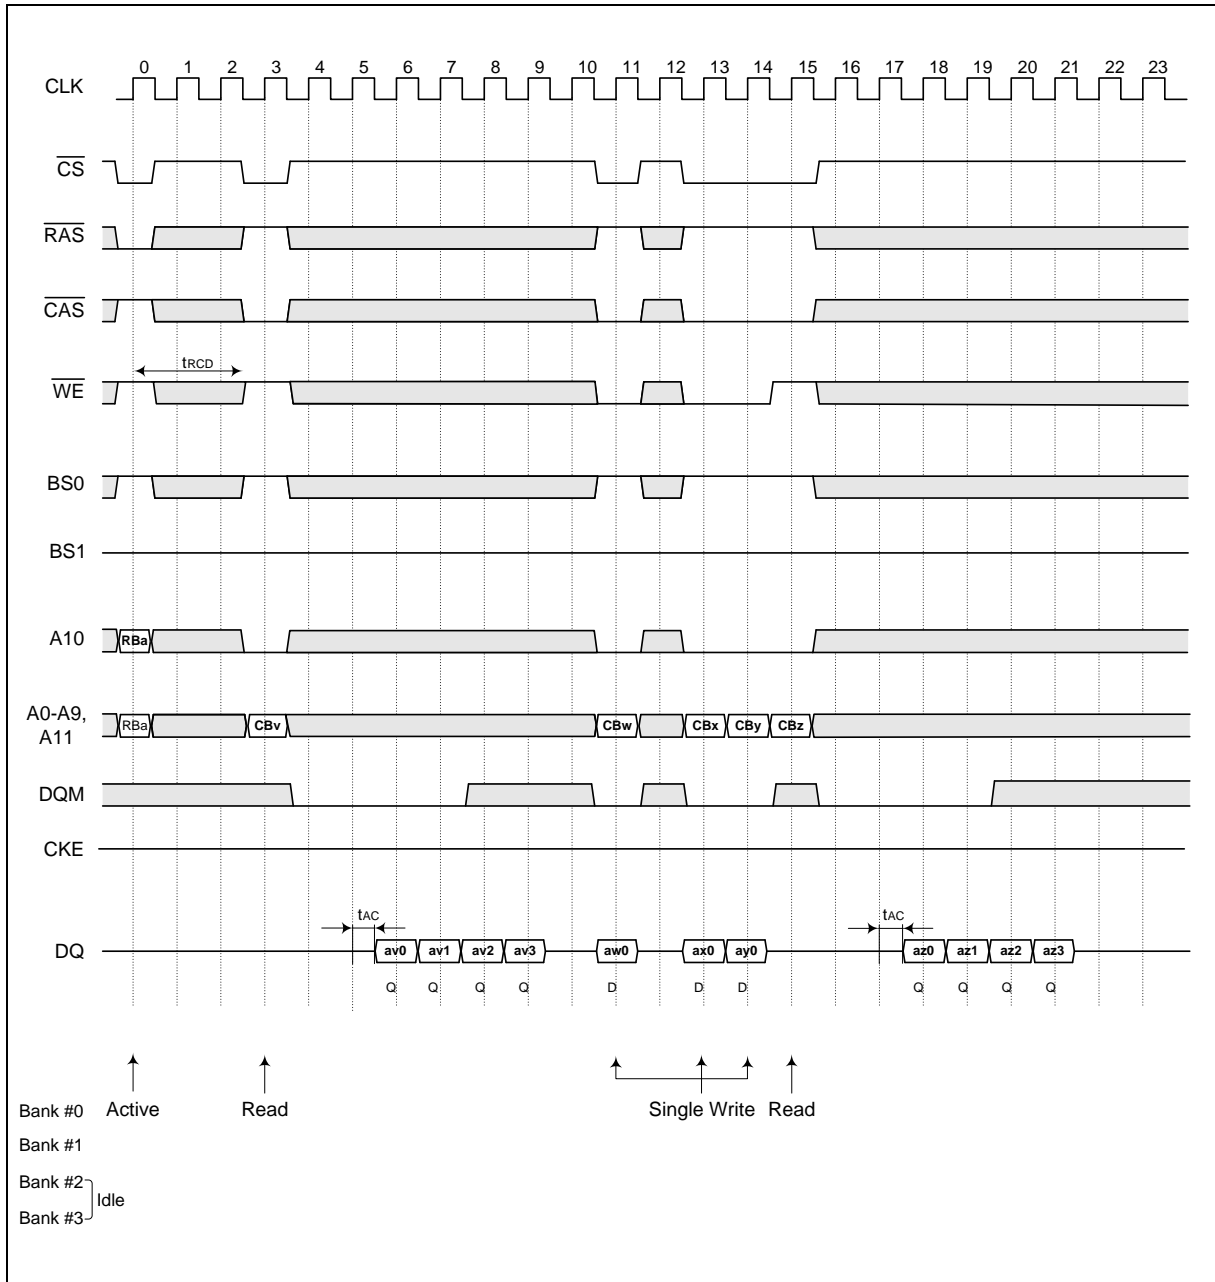 0 1 2 3 4 5 6 7 8 9 10 11 12 13 14 15 16 17 18 19 20 21 22 23
CLK
CS
RAS
CAS
tRCD
WE
BS0
BS1
A10 RBa
A0-A9, A11 RBa CBv CBw CBx CBy CBz
DQM
CKE
tAC tAC
DQ av0 av1 av2 av3 aw0 ax0 ay0 az0 az1 az2 az3
Q Q Q Q D D D Q Q Q Q
Bank #0 Active Read Single Write Read
Bank #1
Bank #2
Idle
Bank #3